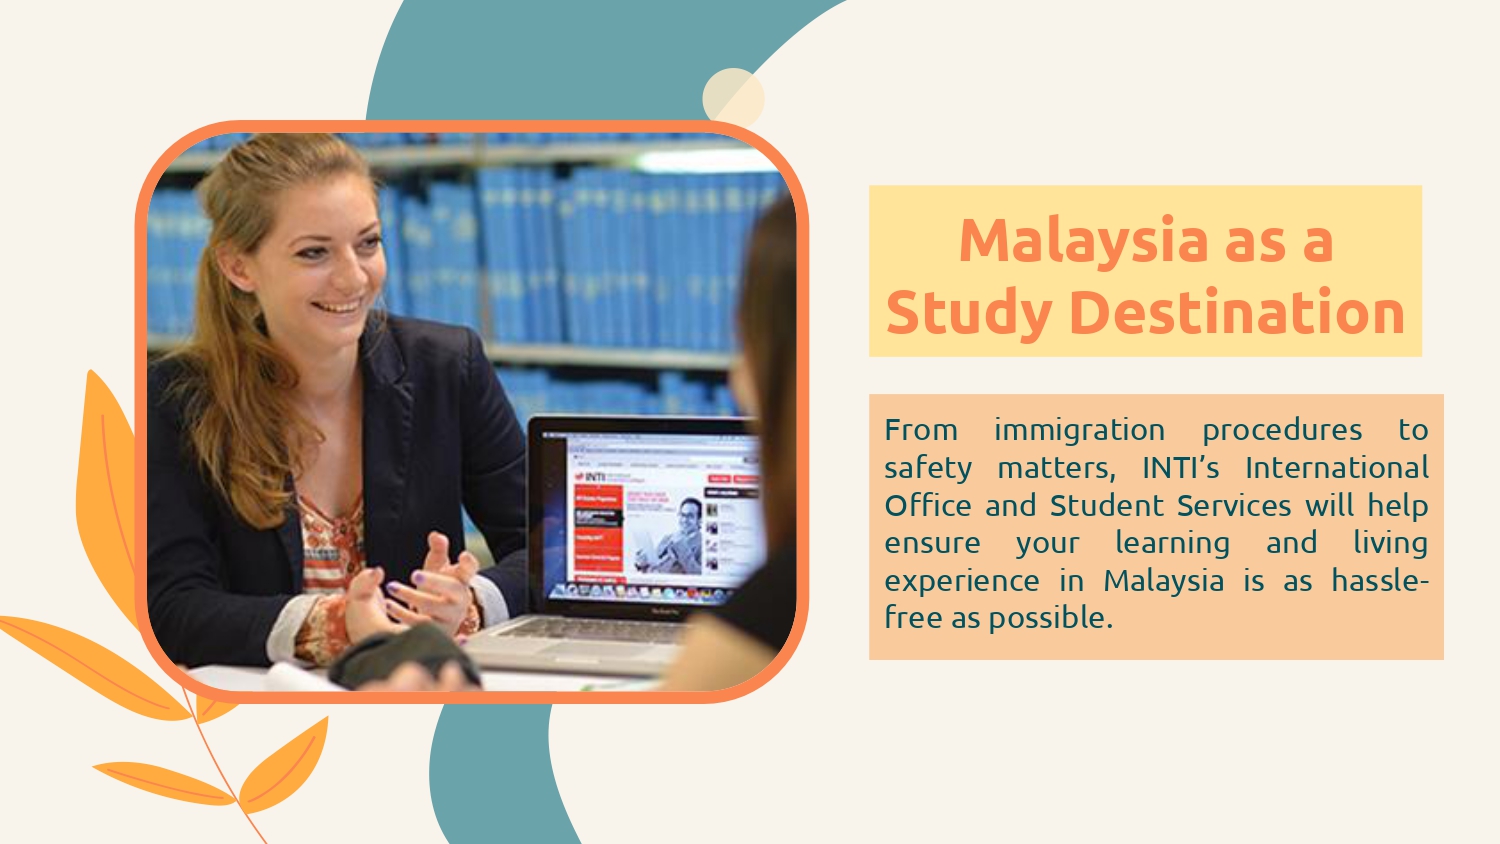 Malaysia as a
Study Destination
From immigration procedures to
safety matters, INTI’s International
Office and Student Services will help
ensure your learning and living
experience in Malaysia is as hassle-
free as possible.
INTI